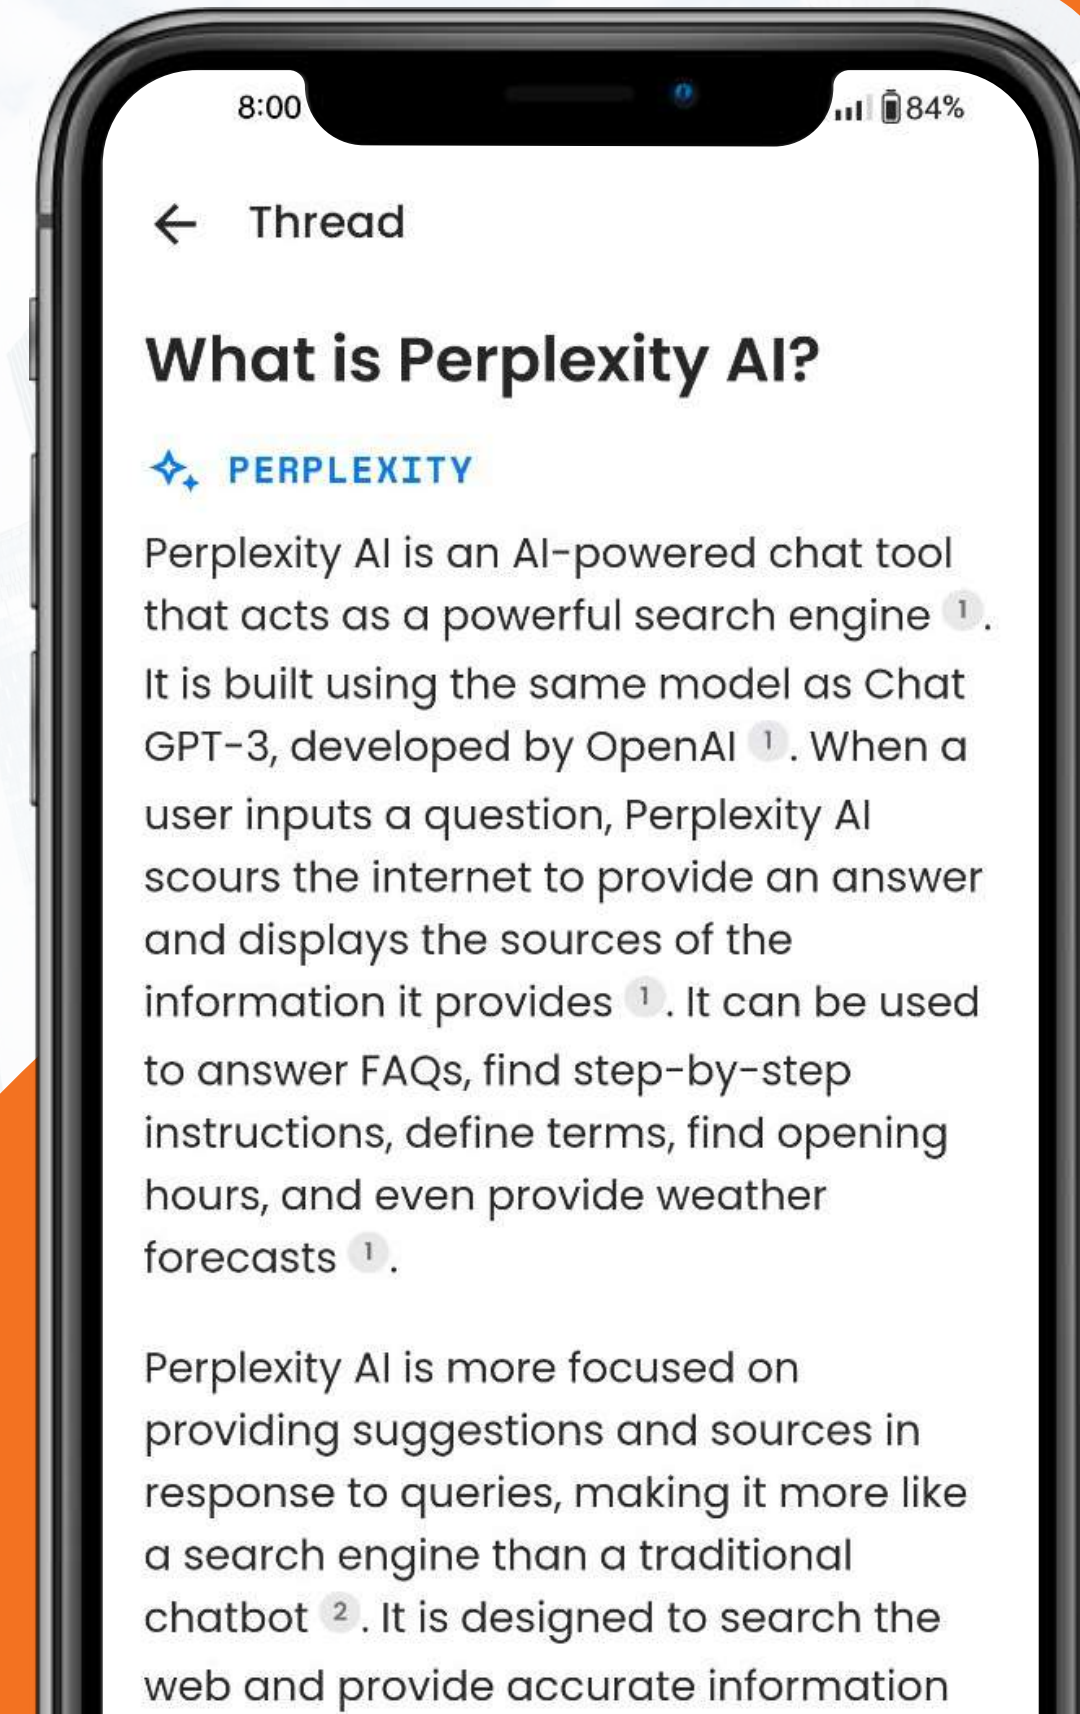 8:00 84%
Thread
What is Perplexity AI?
PERPLEXITY
Perplexity AI is an AI-powered chat tool
that acts as a powerful search engine 1.
It is built using the same model as Chat
GPT-3, developed by OpenAI 1. When a
user inputs a question, Perplexity AI
scours the internet to provide an answer
and displays the sources of the
information it provides 1. It can be used
to answer FAQs, find step-by-step
instructions, define terms, find opening
hours, and even provide weather
forecasts 1.
Perplexity AI is more focused on
providing suggestions and sources in
response to queries, making it more like
a search engine than a traditional
chatbot 2. It is designed to search the
web and provide accurate information